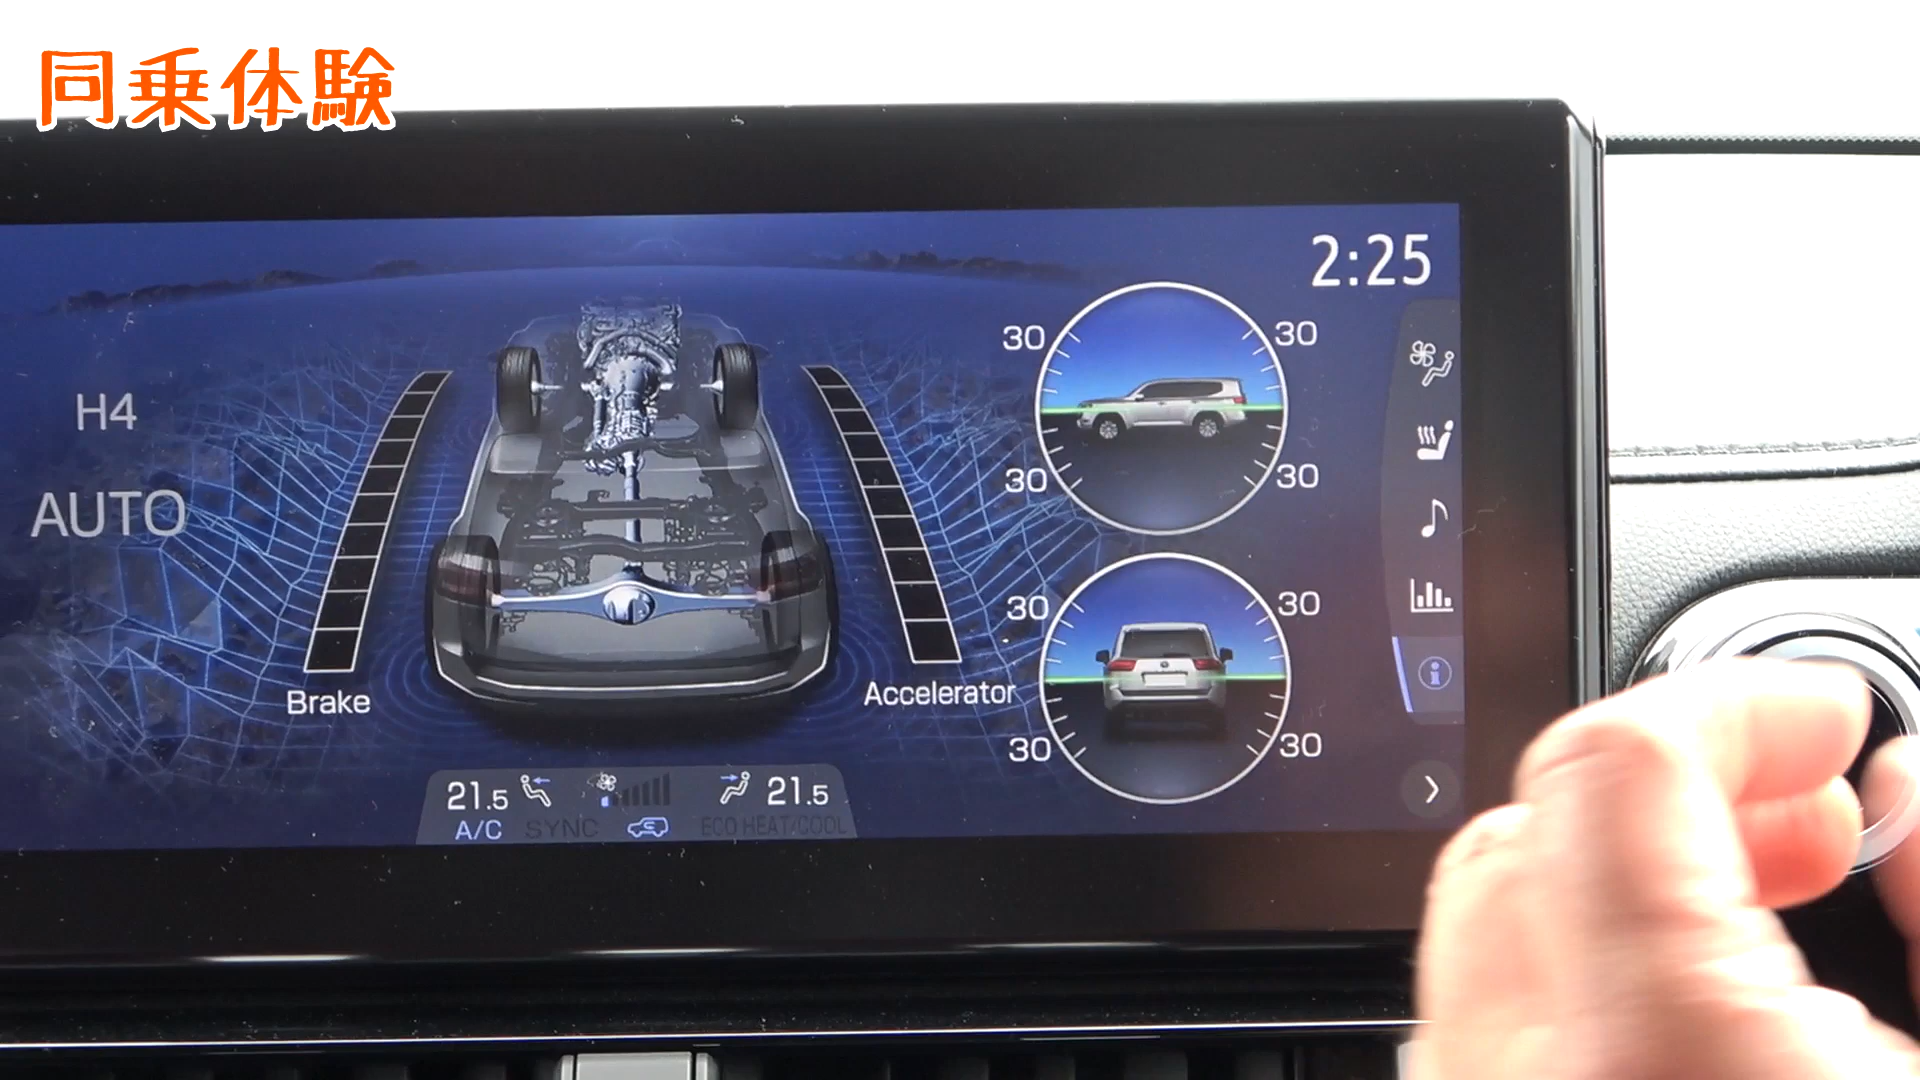 同乗体験
2:25
30 30
H4
30 30
AUTO
30 30
Brake
Accelerator
30 30
21.5 21.5
A/C SYNC ECO HEAT/COOL